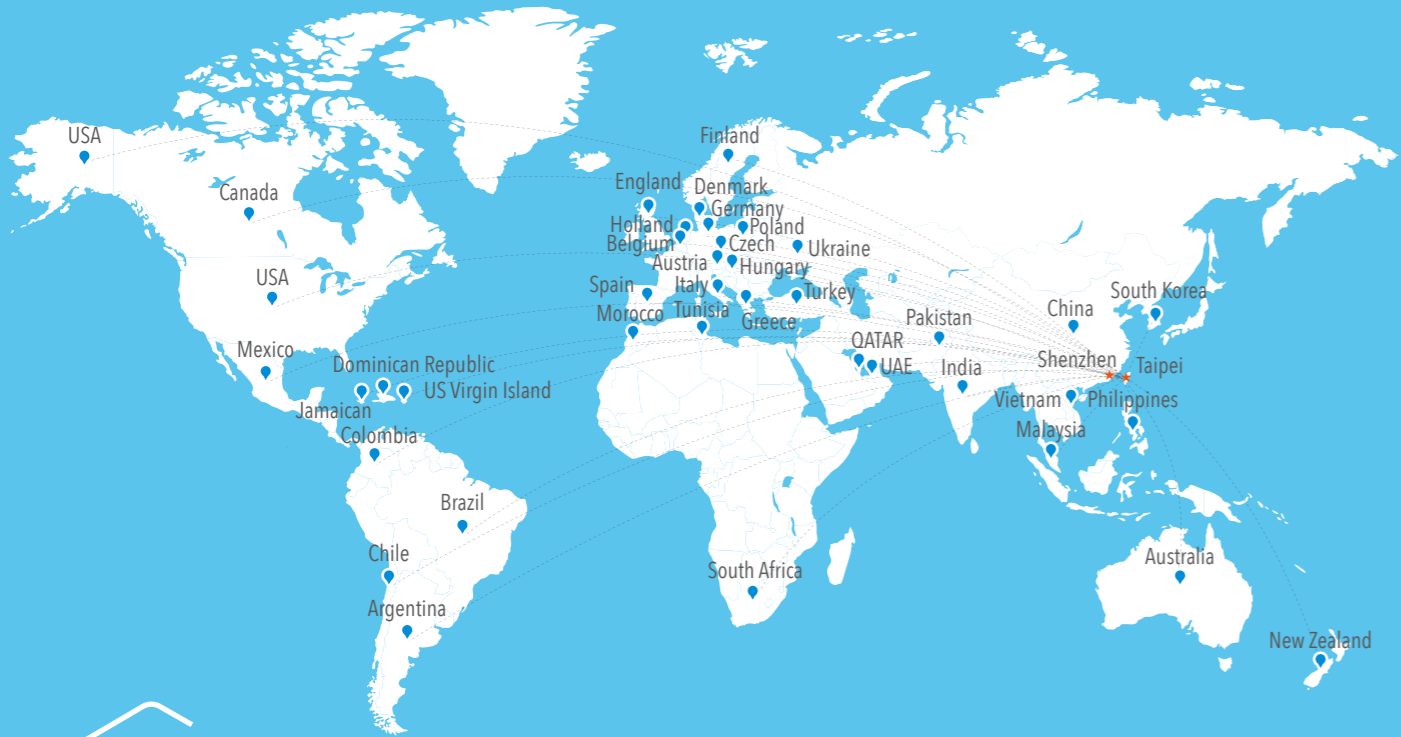 USA
Canada
USA
Mexico
Dominican Republic
US Virgin Island
Jamaican
Colombia
Brazil
Chile
Argentina
Finland
England
Denmark
Germany
Holland
Poland
Belgium
Czech
Ukraine
Austria
Hungary
Spain
Italy
Turkey
Morocco
Tunisia
Greece
QATAR
UAE
Pakistan
India
China
South Korea
Shenzhen
Taipei
Vietnam
Philippines
Malaysia
South Africa
Australia
New Zealand